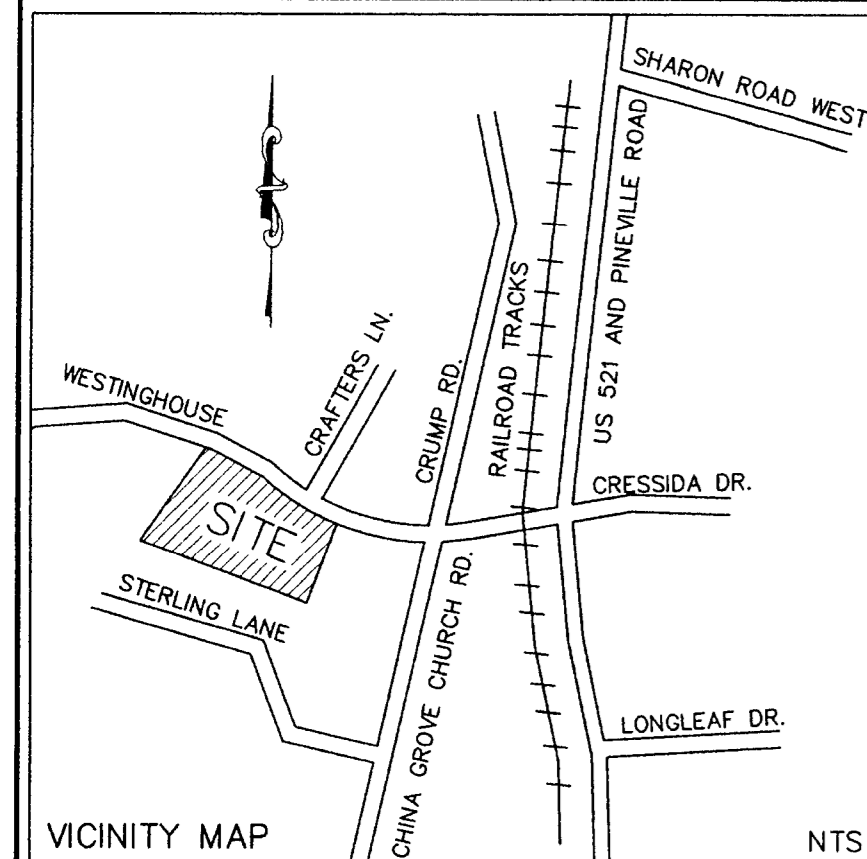 SHARON ROAD WEST
US 521 AND PINEVILLE ROAD
RAILROAD TRACKS
CRUMP RD.
CRAFTERS LN.
WESTINGHOUSE
CRESSIDA DR.
SITE
STERLING LANE
CHINA GROVE CHURCH RD.
LONGLEAF DR.
VICINITY MAP
NTS